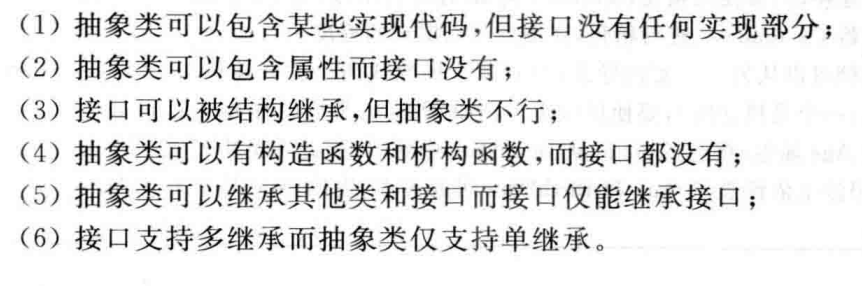 (1) 抽象类可以包含某些实现代码,但接口没有任何实现部分;
(2) 抽象类可以包含属性而接口没有;
(3) 接口可以被结构继承,但抽象类不行;
(4) 抽象类可以有构造函数和析构函数,而接口都没有;
(5) 抽象类可以继承其他类和接口而接口仅能继承接口;
(6) 接口支持多继承而抽象类仅支持单继承。